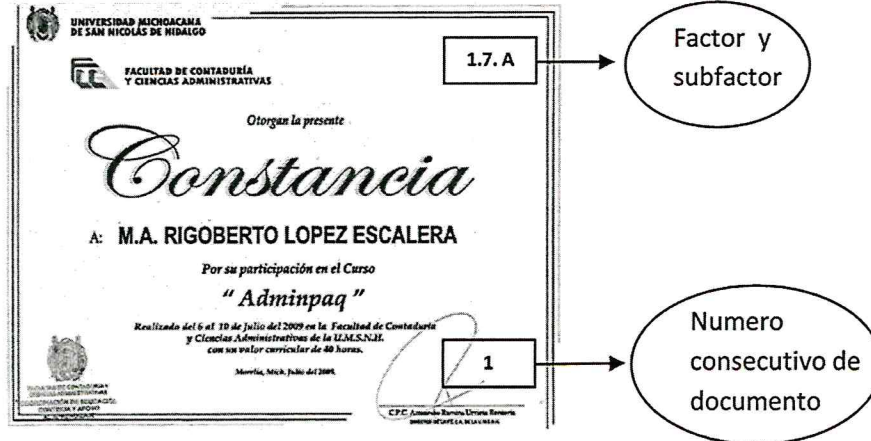 UNIVERSIDAD MICHOACANA
DE SAN NICOLÁS DE HIDALGO
FACULTAD DE CONTADURÍA
Y CIENCIAS ADMINISTRATIVAS
1.7. A
Factor y
subfactor
Otorgan la presente
Constancia
A: M.A. RIGOBERTO LOPEZ ESCALERA
Por su participación en el Curso
“ Adminpaq ”
Realizado del 6 al 10 de Julio del 2009 en la Facultad de Contaduría
y Ciencias Administrativas de la U.M.S.N.H.
con un valor curricular de 40 horas.
Morelia, Mich. Julio del 2009.
1
Numero
consecutivo de
documento
C.P.C.